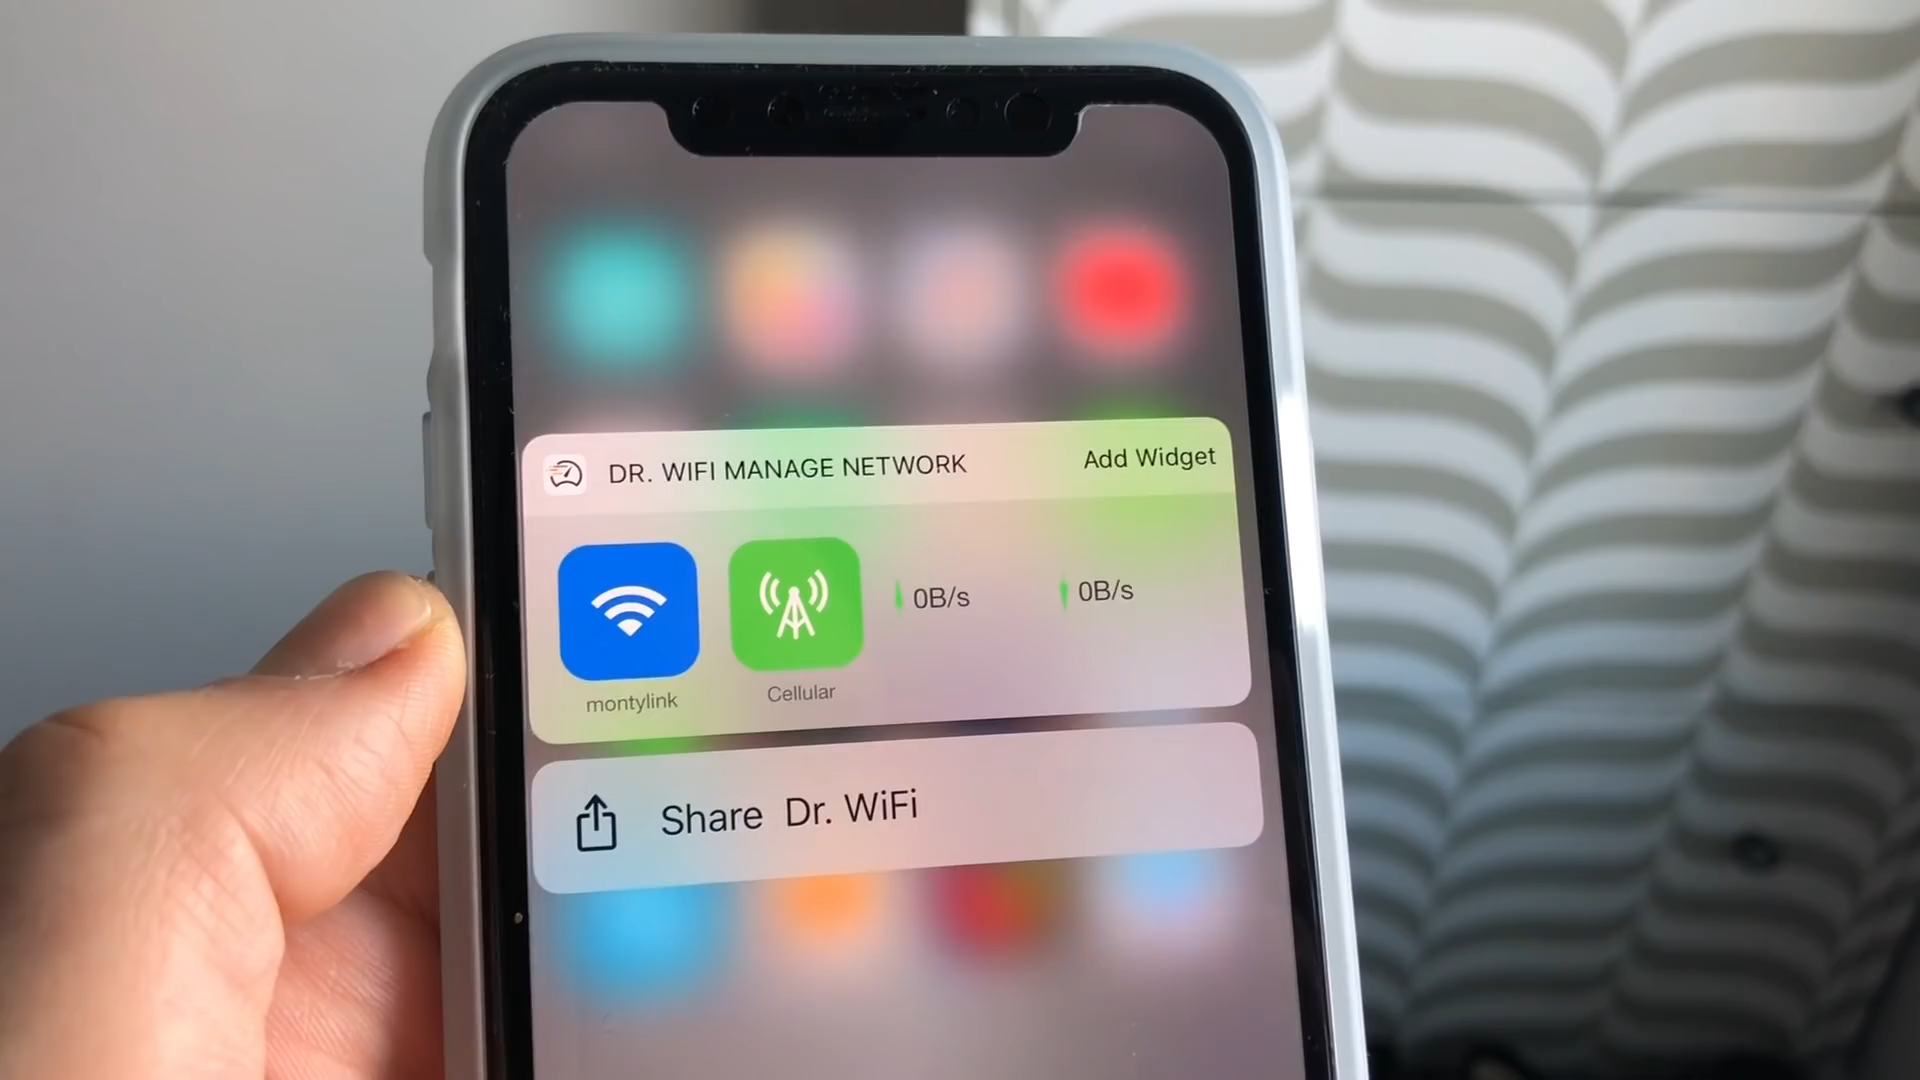 DR. WIFI MANAGE NETWORK Add Widget
0B/s 0B/s
montylink Cellular
Share Dr. WiFi